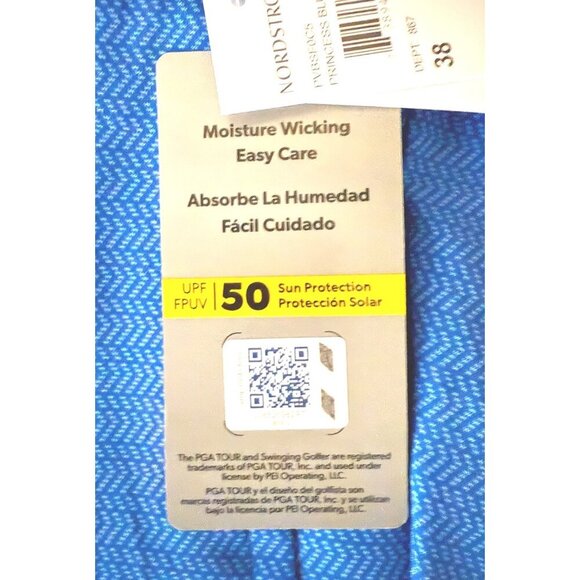 NORDSTRO
PVBSF0C5
PRINCESS BLU
DEPT 867
38
Moisture Wicking
Easy Care
Absorbe La Humedad
Fácil Cuidado
UPF
FPUV
50
Sun Protection
Protección Solar
The PGA TOUR and Swinging Golfer are registered
trademarks of PGA TOUR, Inc. and used under
license by PEI Operating, LLC.
PGA TOUR y el diseño del golfista son
marcas registradas de PGA TOUR, Inc. y se utilizan
bajo la licencia por PEI Operating, LLC.